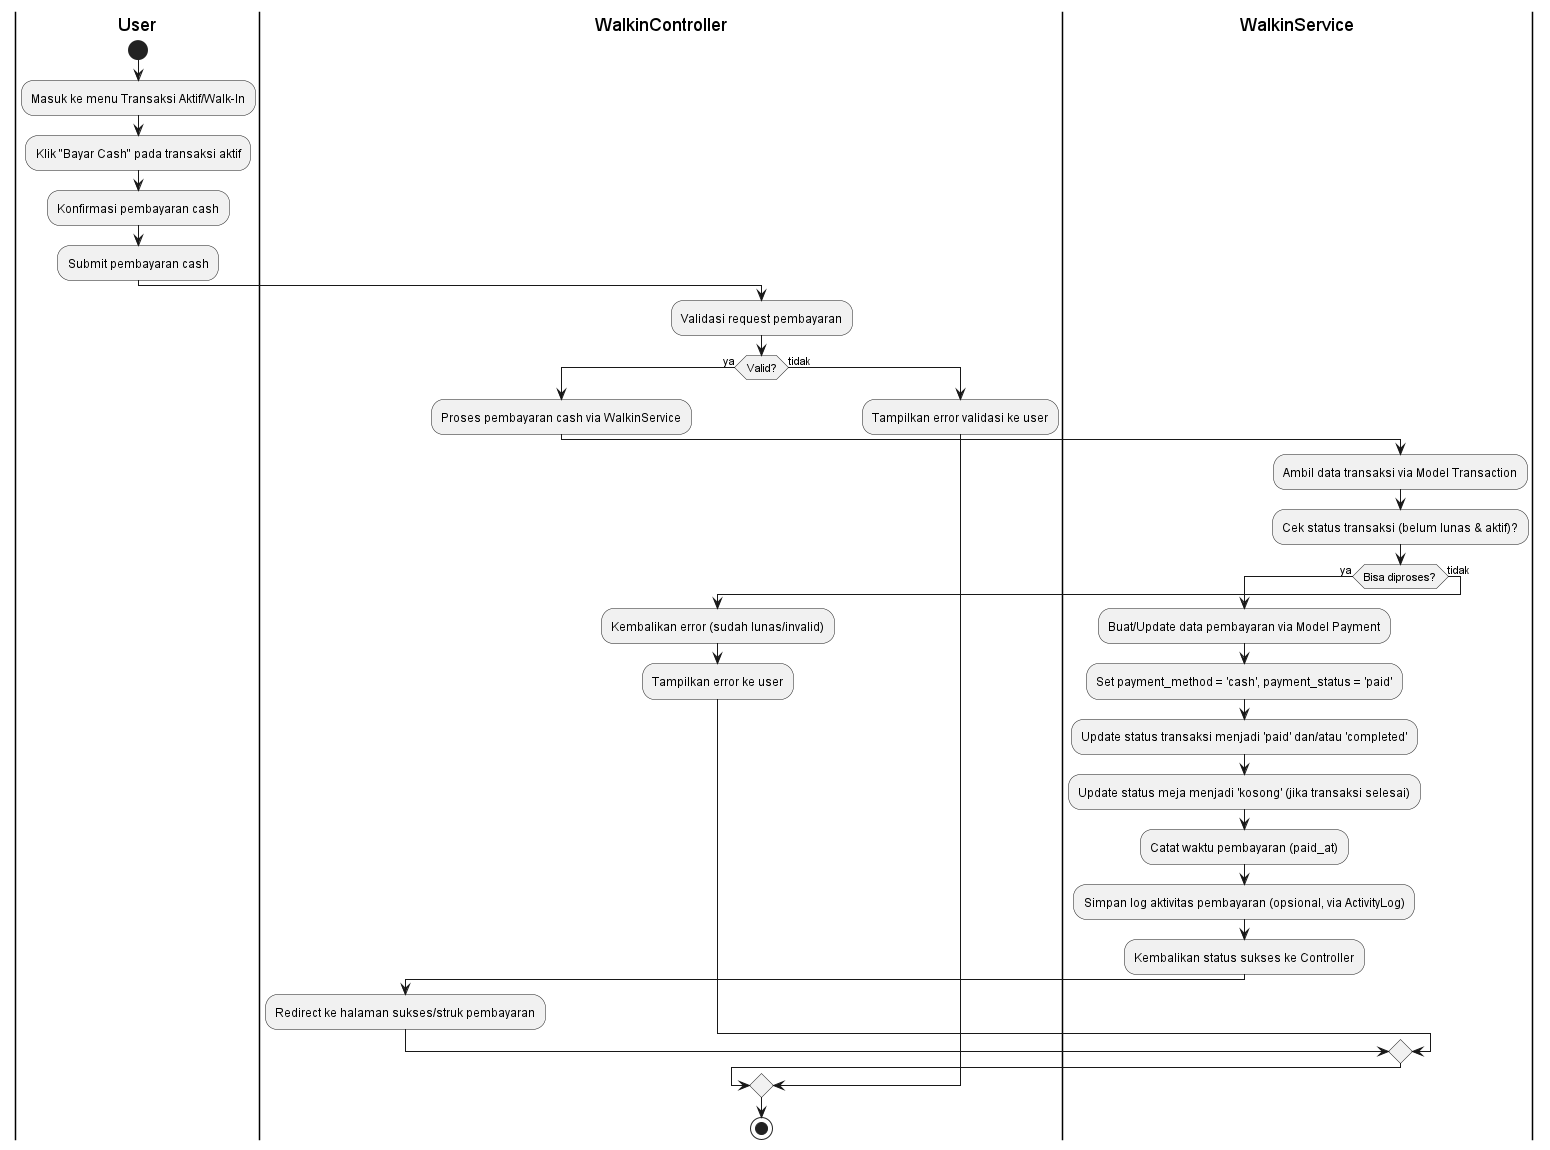 User
WalkinController
WalkinService
Masuk ke menu Transaksi Aktif/Walk-In
Klik "Bayar Cash" pada transaksi aktif
Konfirmasi pembayaran cash
Submit pembayaran cash
Validasi request pembayaran
ya
Valid?
tidak
Proses pembayaran cash via WalkinService
Tampilkan error validasi ke user
Ambil data transaksi via Model Transaction
Cek status transaksi (belum lunas & aktif)?
ya
Bisa diproses?
tidak
Kembalikan error (sudah lunas/invalid)
Buat/Update data pembayaran via Model Payment
Tampilkan error ke user
Set payment_method = 'cash', payment_status = 'paid'
Update status transaksi menjadi 'paid' dan/atau 'completed'
Update status meja menjadi 'kosong' (jika transaksi selesai)
Catat waktu pembayaran (paid_at)
Simpan log aktivitas pembayaran (opsional, via ActivityLog)
Kembalikan status sukses ke Controller
Redirect ke halaman sukses/struk pembayaran